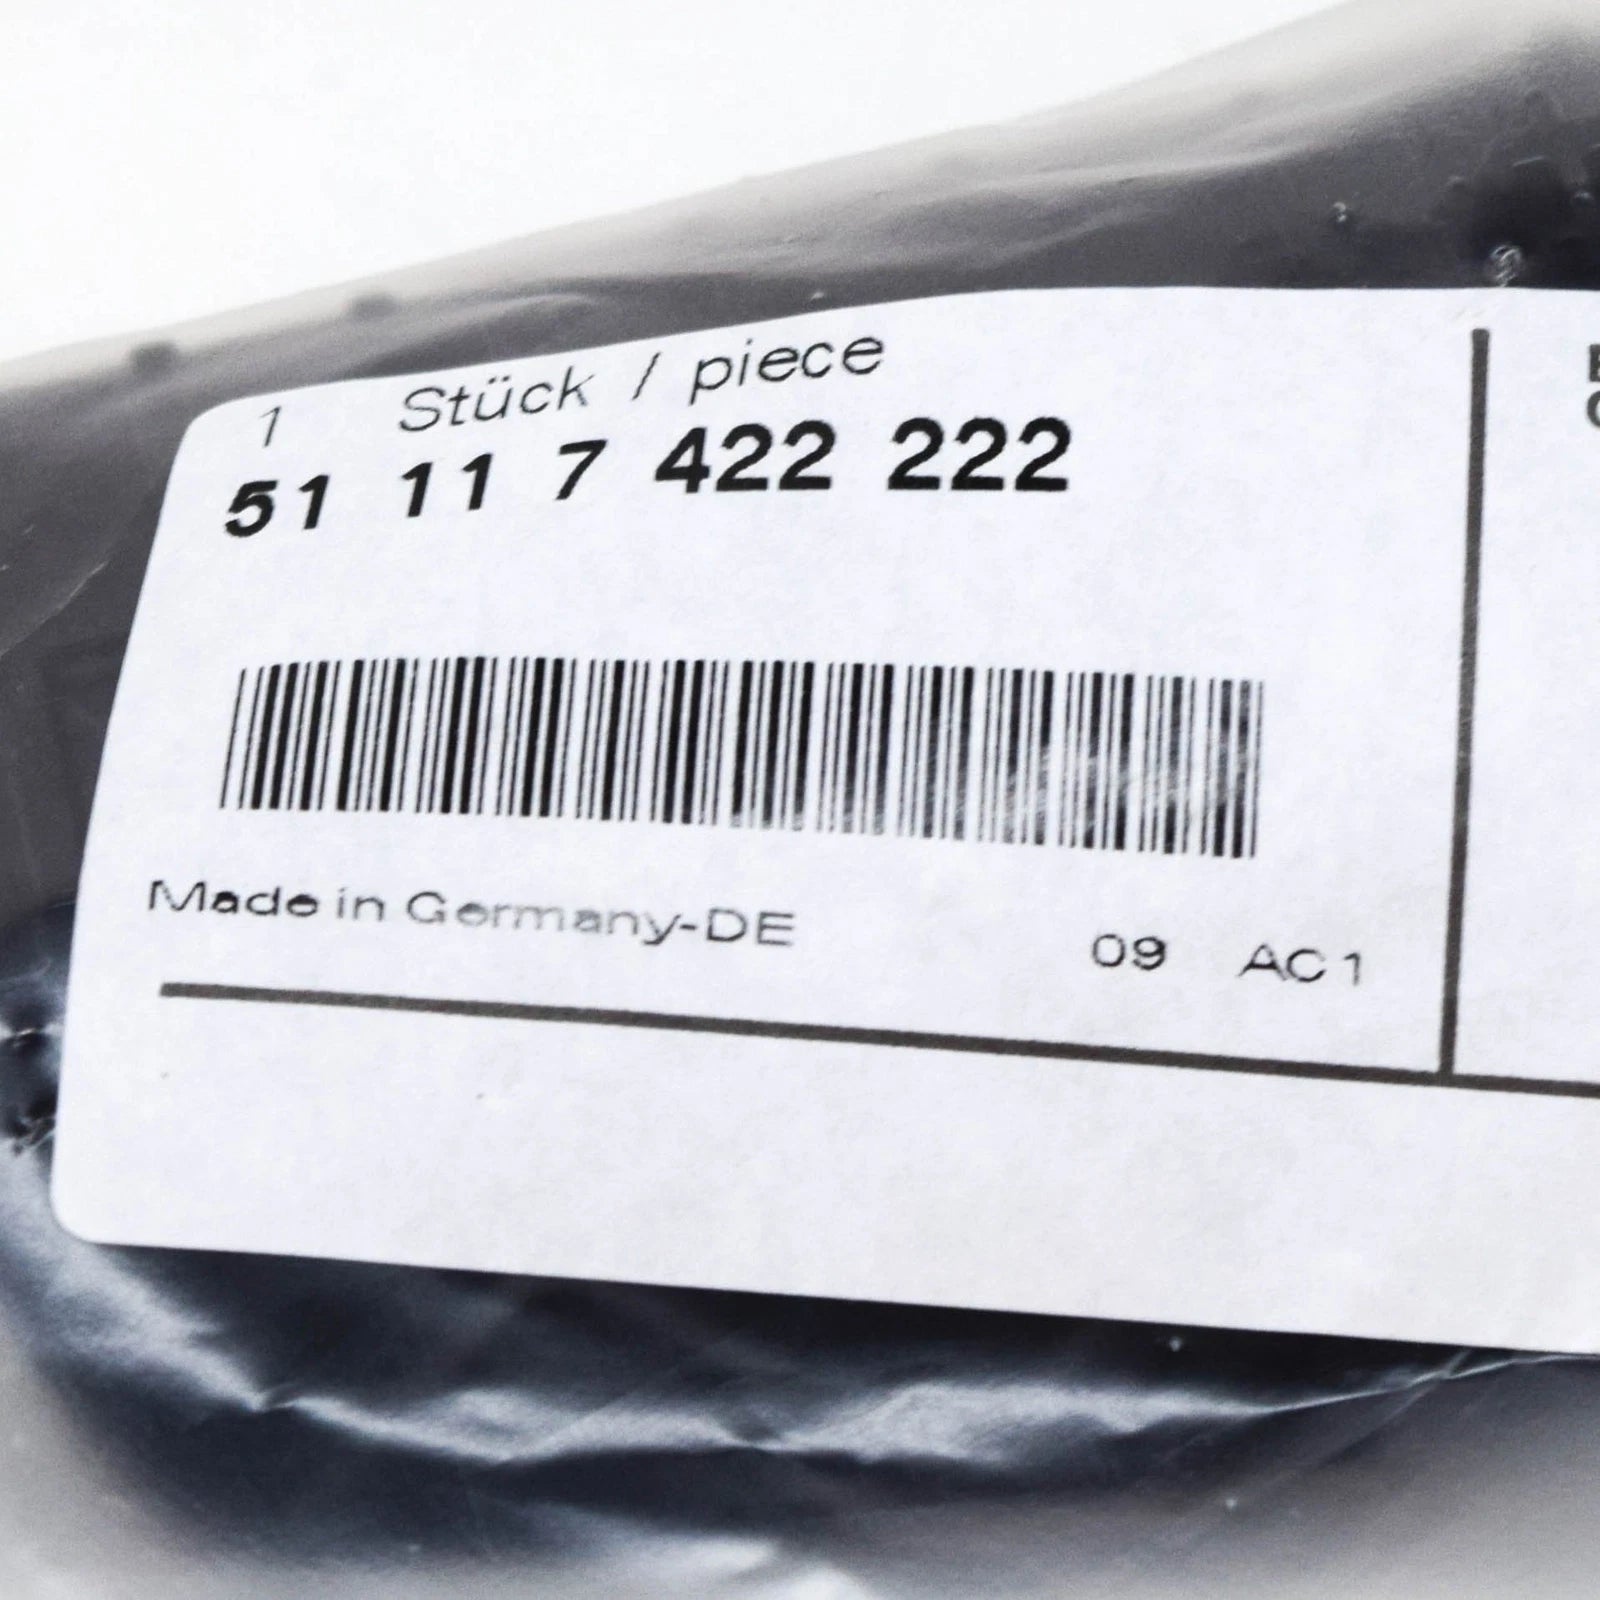 1 Stück / piece
51 11 7 422 222
Made in Germany-DE
09 AC1